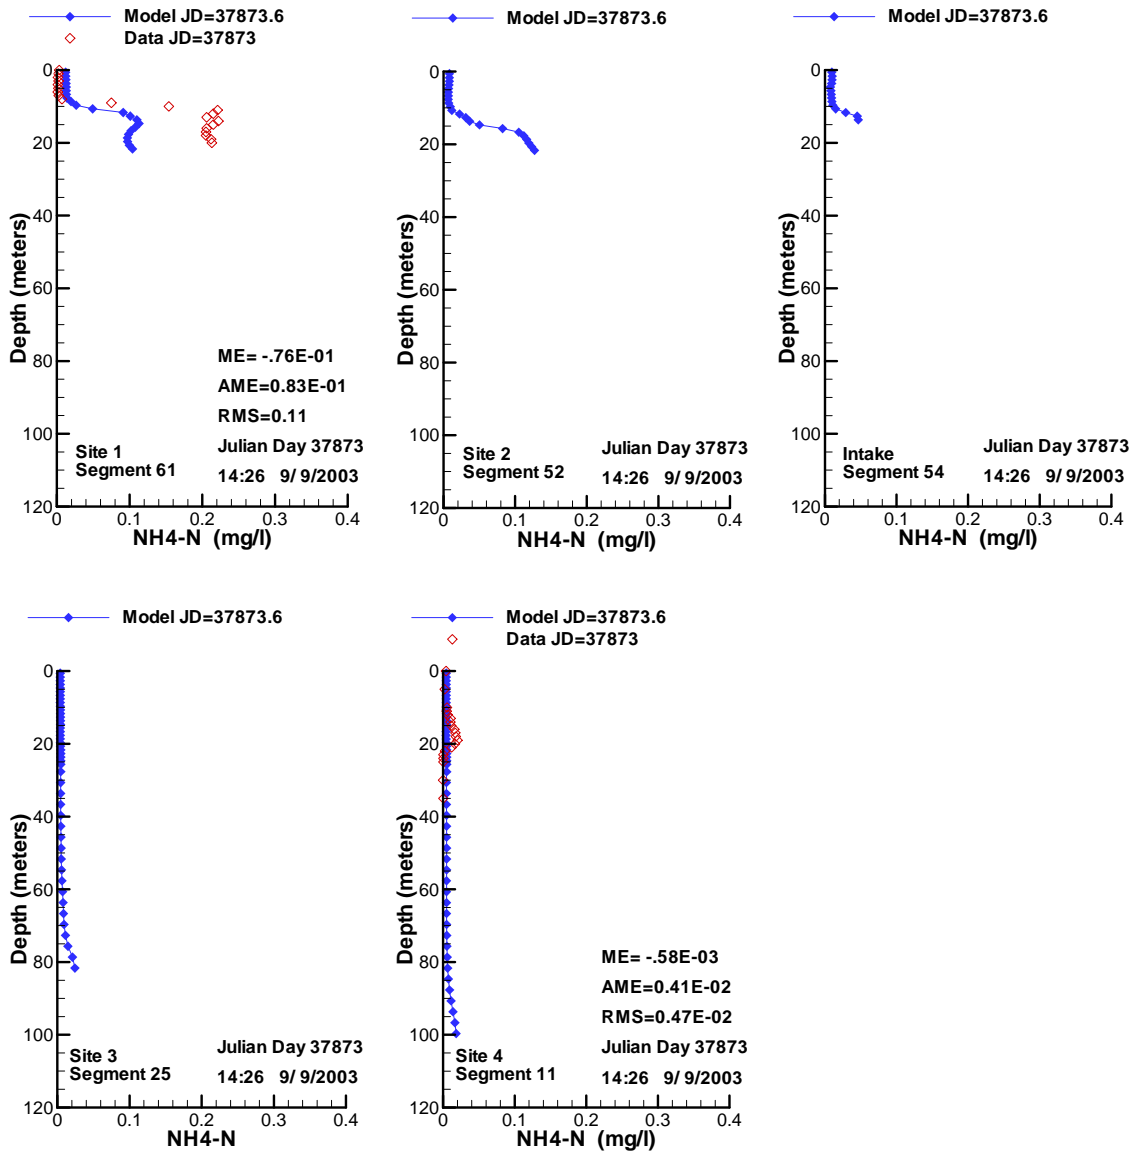 Model JD=37873.6
Data JD=37873
0
20
40
60
80
100
120
Depth (meters)
ME= -.76E-01
AME=0.83E-01
RMS=0.11
Site 1
Segment 61
Julian Day 37873
14:26 9/ 9/2003
0 0.1 0.2 0.3 0.4
NH4-N (mg/l)
Model JD=37873.6
0
20
40
60
80
100
120
Depth (meters)
Site 2
Segment 52
Julian Day 37873
14:26 9/ 9/2003
0 0.1 0.2 0.3 0.4
NH4-N (mg/l)
Model JD=37873.6
0
20
40
60
80
100
120
Depth (meters)
Intake
Segment 54
Julian Day 37873
14:26 9/ 9/2003
0 0.1 0.2 0.3 0.4
NH4-N (mg/l)
Model JD=37873.6
0
20
40
60
80
100
120
Depth (meters)
Site 3
Segment 25
Julian Day 37873
14:26 9/ 9/2003
0 0.1 0.2 0.3 0.4
NH4-N
Model JD=37873.6
Data JD=37873
0
20
40
60
80
100
120
Depth (meters)
ME= -.58E-03
AME=0.41E-02
RMS=0.47E-02
Site 4
Segment 11
Julian Day 37873
14:26 9/ 9/2003
0 0.1 0.2 0.3 0.4
NH4-N (mg/l)